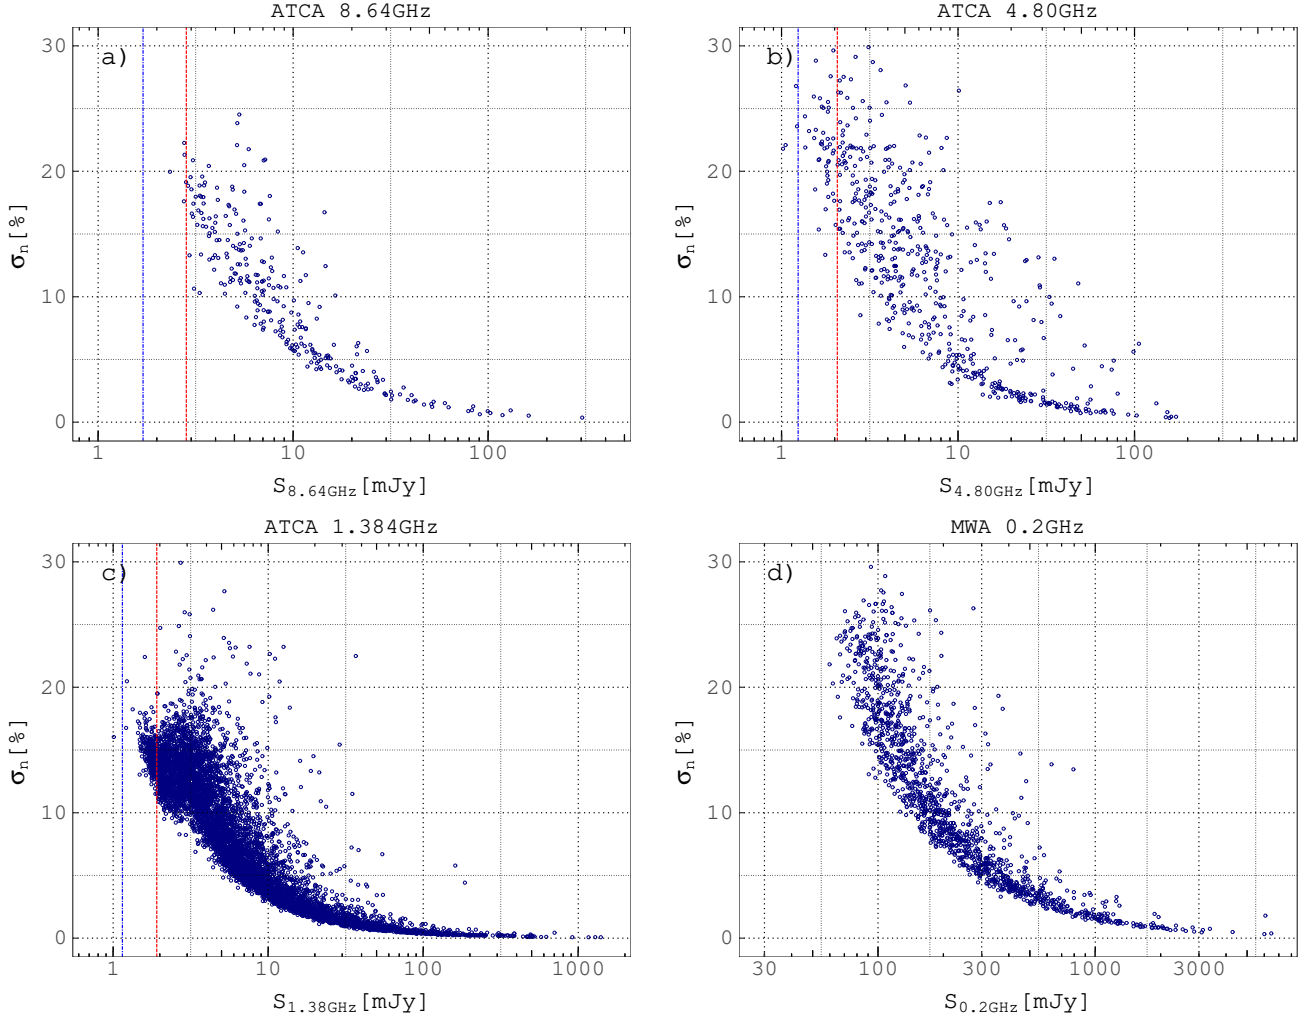 ATCA 8.64GHz
a)
30
20
10
0
σn[%]
1 10 100
S8.64GHz[mJy]
ATCA 4.80GHz
b)
30
20
10
0
σn[%]
1 10 100
S4.80GHz[mJy]
ATCA 1.384GHz
c)
30
20
10
0
σn[%]
1 10 100 1000
S1.38GHz[mJy]
MWA 0.2GHz
d)
30
20
10
0
σn[%]
30 100 300 1000 3000
S0.2GHz[mJy]